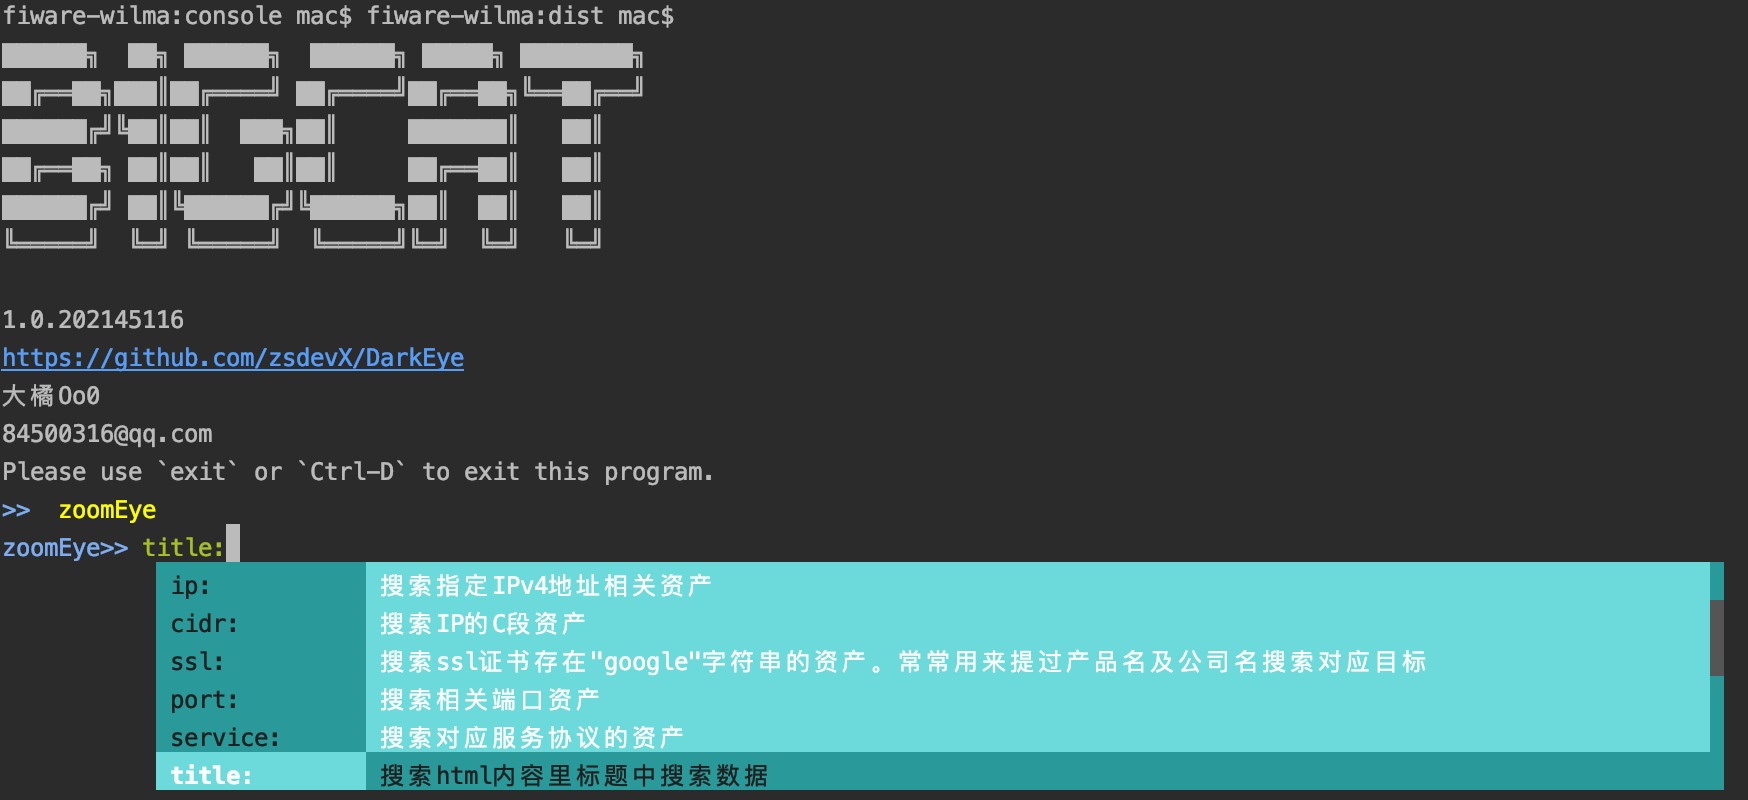 fiware-wilma:console mac$ fiware-wilma:dist mac$
B1GCAT
1.0.202145116
https://github.com/zsdevX/DarkEye
大橘Oo0
84500316@qq.com
Please use `exit` or `Ctrl-D` to exit this program.
>> zoomEye
zoomEye>> title:
ip: 搜索指定IPv4地址相关资产
cidr: 搜索IP的C段资产
ssl: 搜索ssl证书存在"google"字符串的资产。常常用来提过产品名及公司名搜索对应目标
port: 搜索相关端口资产
service: 搜索对应服务协议的资产
title: 搜索html内容里标题中搜索数据